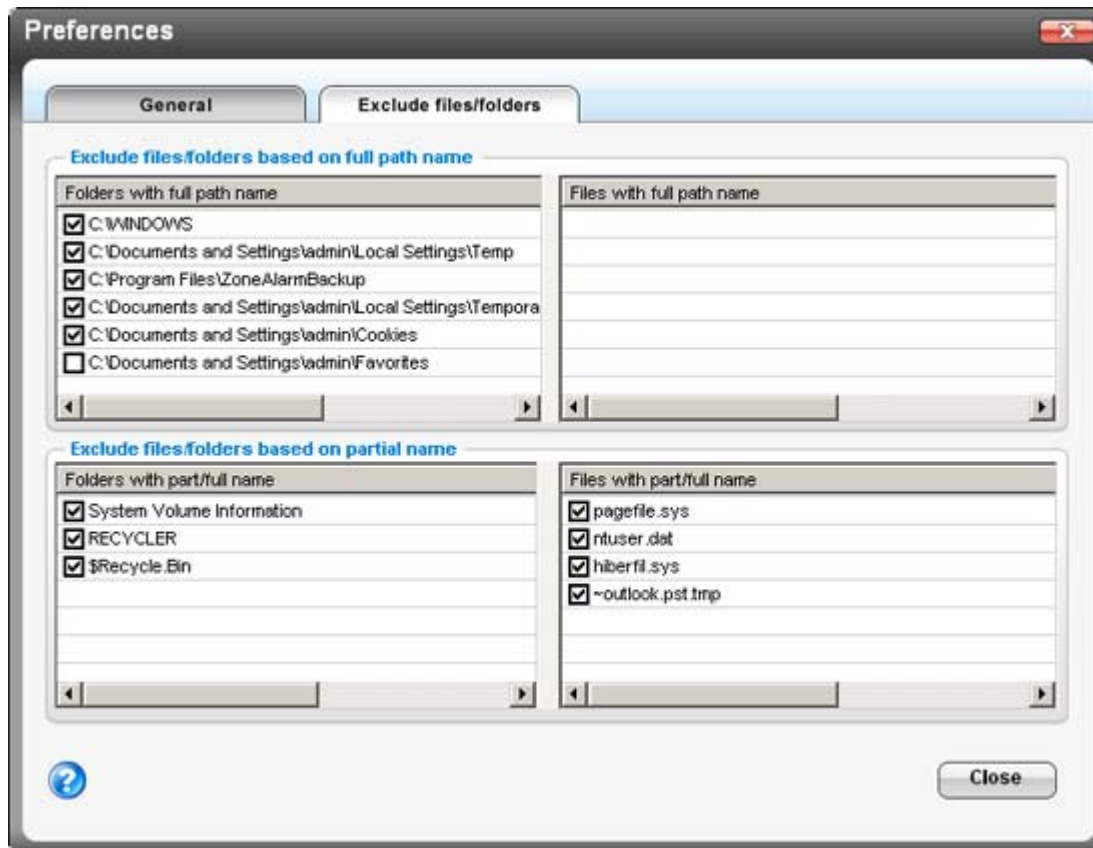 Preferences
General
Exclude files/folders
Exclude files/folders based on full path name
Folders with full path name
C:\WINDOWS
C:\Documents and Settings\admin\Local Settings\Temp
C:\Program Files\ZoneAlarmBackup
C:\Documents and Settings\admin\Local Settings\Tempora
C:\Documents and Settings\admin\Cookies
C:\Documents and Settings\admin\Favorites
Files with full path name
Exclude files/folders based on partial name
Folders with part/full name
System Volume Information
RECYCLER
$Recycle.Bin
Files with part/full name
pagefile.sys
ntuser.dat
hiberfil.sys
~outlook.pst.tmp
?
Close